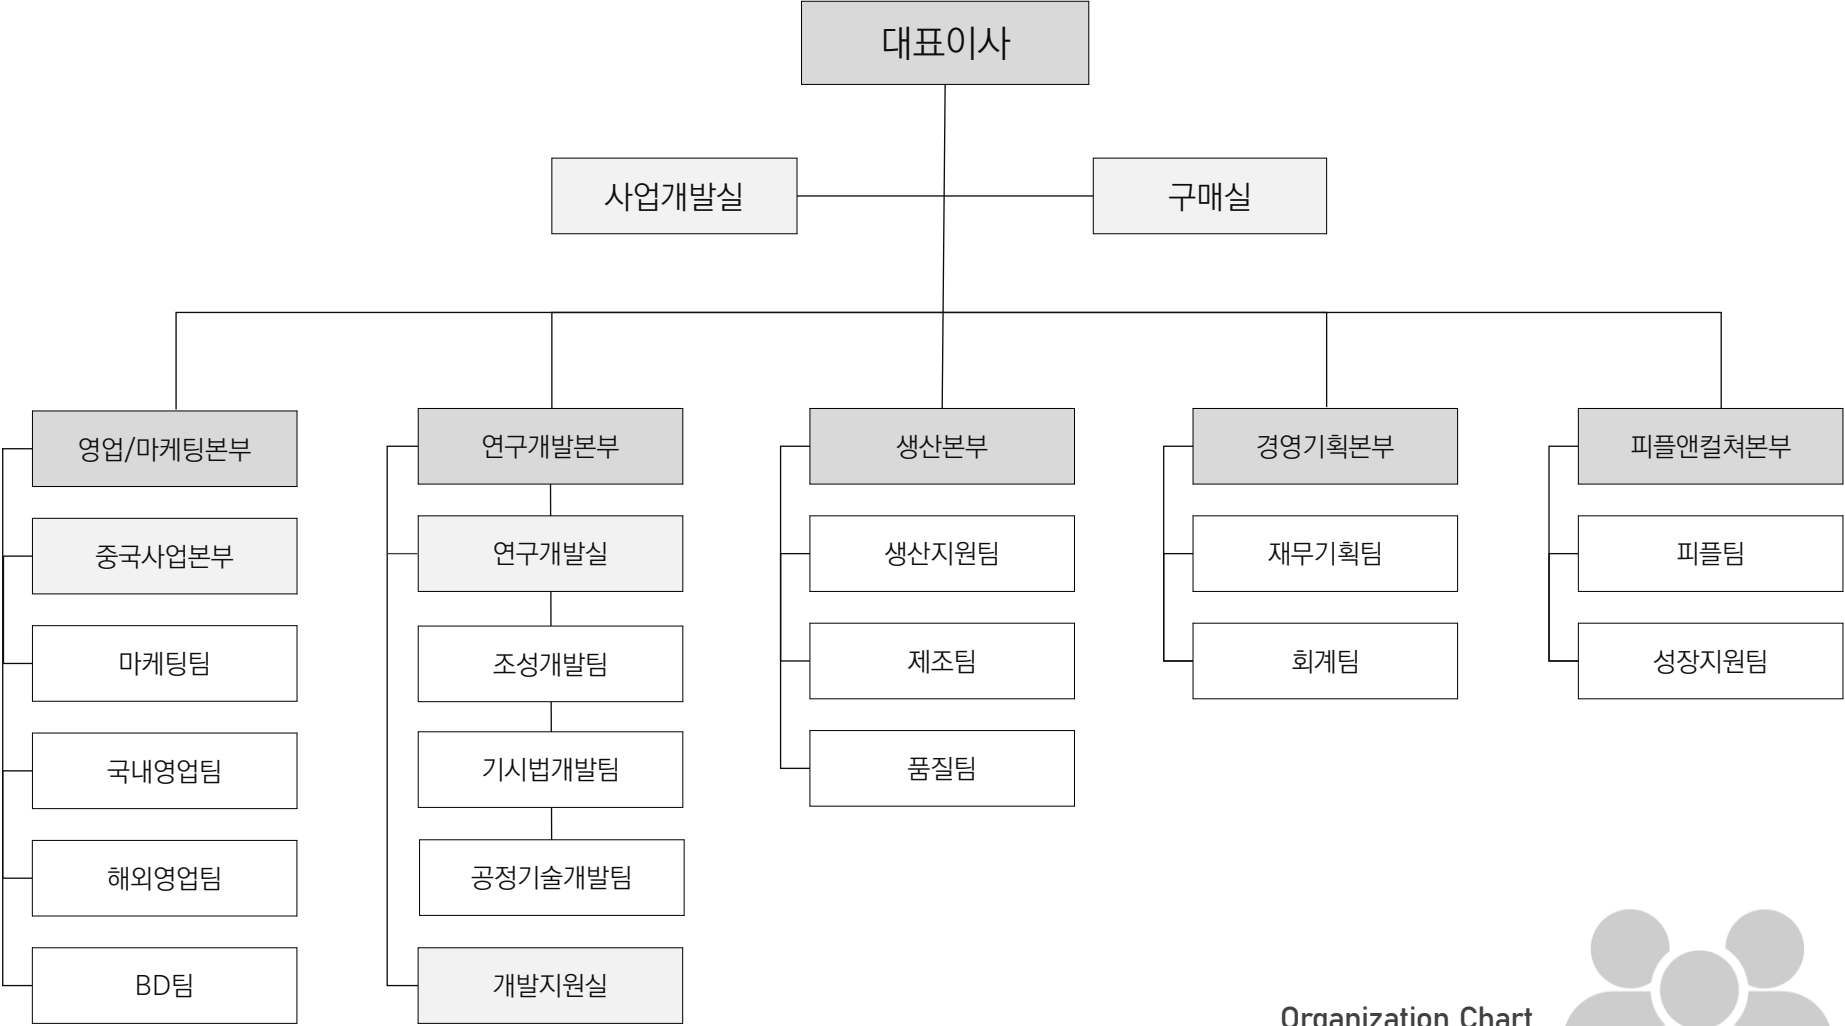 대표이사
사업개발실
구매실
영업/마케팅본부
중국사업본부
마케팅팀
국내영업팀
해외영업팀
BD팀
연구개발본부
연구개발실
조성개발팀
기시법개발팀
공정기술개발팀
개발지원실
생산본부
생산지원팀
제조팀
품질팀
경영기획본부
재무기획팀
회계팀
피플앤컬쳐본부
피플팀
성장지원팀
Organization Chart